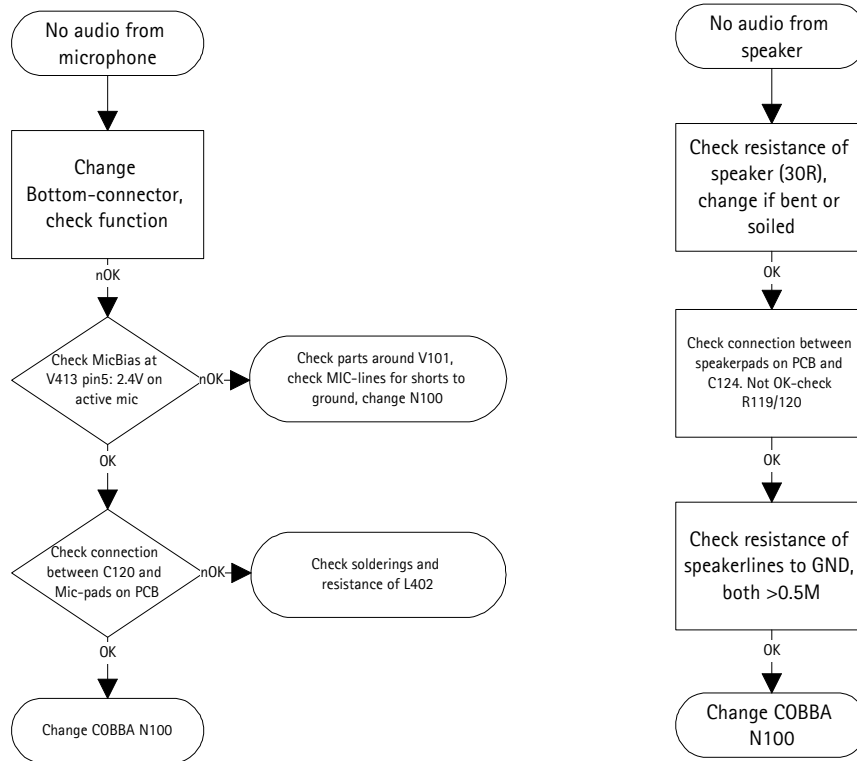 No audio from
microphone
Change
Bottom-connector,
check function
nOK
Check MicBias at
V413 pin5: 2.4V on
active mic
nOK
Check parts around V101,
check MIC-lines for shorts to
ground, change N100
OK
Check connection
between C120 and
Mic-pads on PCB
nOK
Check solderings and
resistance of L402
OK
Change COBBA N100
No audio from
speaker
Check resistance of
speaker (30R),
change if bent or
soiled
OK
Check connection between
speakerpads on PCB and
C124. Not OK-check
R119/120
OK
Check resistance of
speakerlines to GND,
both >0.5M
OK
Change COBBA
N100